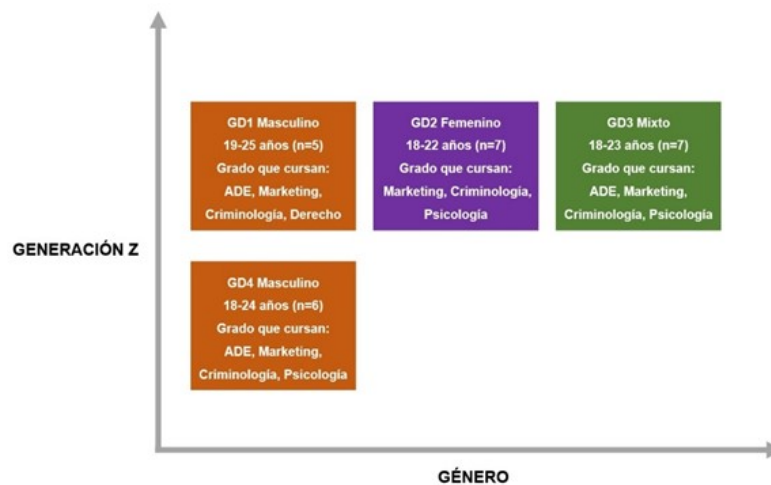 GD1 Masculino
19-25 años (n=5)
Grado que cursan:
ADE, Marketing,
Criminología, Derecho
GD2 Femenino
18-22 años (n=7)
Grado que cursan:
Marketing, Criminología,
Psicología
GD3 Mixto
18-23 años (n=7)
Grado que cursan:
ADE, Marketing,
Criminología, Psicología
GENERACIÓN Z
GD4 Masculino
18-24 años (n=6)
Grado que cursan:
ADE, Marketing,
Criminología, Psicología
GÉNERO